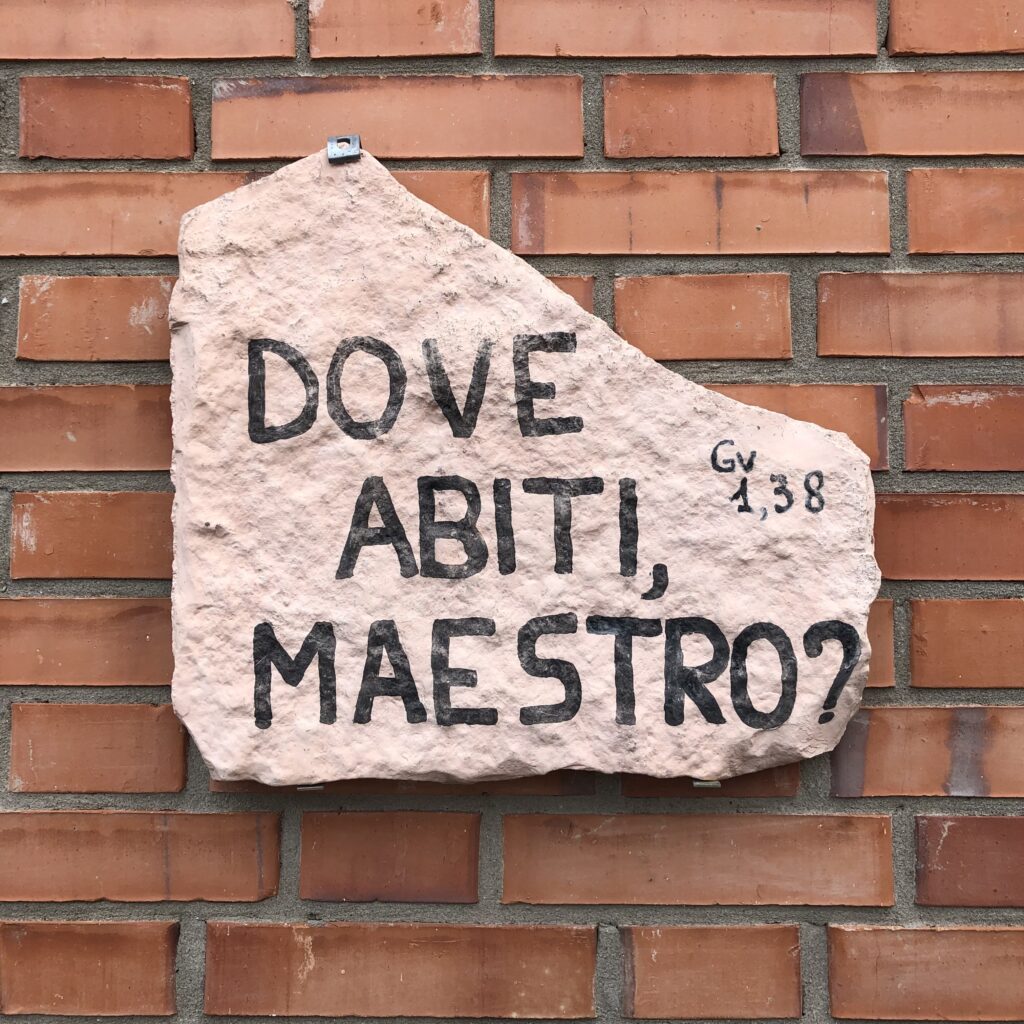 DOVE
ABITI,
MAESTRO?
Gv
1,38